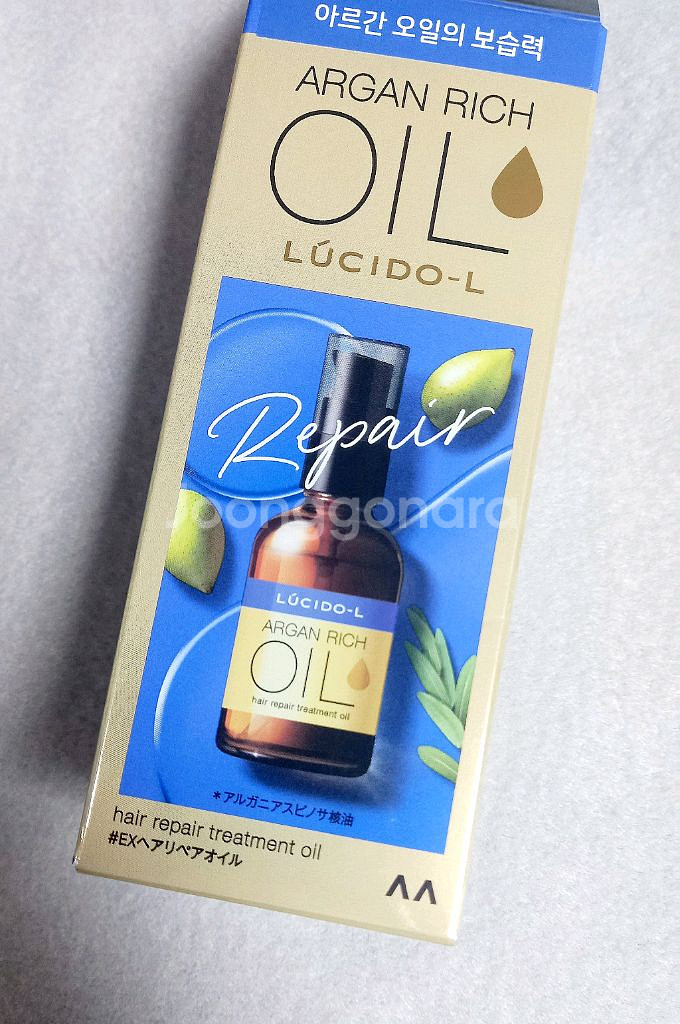 아르간 오일의 보습력
ARGAN RICH
OIL
LÚCIDO-L
Repair
Joonggonara
LÚCIDO-L
ARGAN RICH
OIL
hair repair treatment oil
*アルガニアスピノサ核油
hair repair treatment oil
#EXヘアリペアオイル